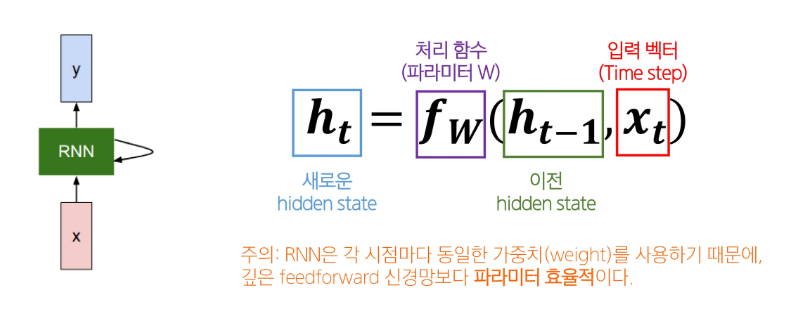 y
RNN
x
처리 함수
(파라미터 W)
입력 벡터
(Time step)
h_t = f_W(h_{t-1}, x_t)
새로운
hidden state
이전
hidden state
주의: RNN은 각 시점마다 동일한 가중치(weight)를 사용하기 때문에,
깊은 feedforward 신경망보다 파라미터 효율적이다.